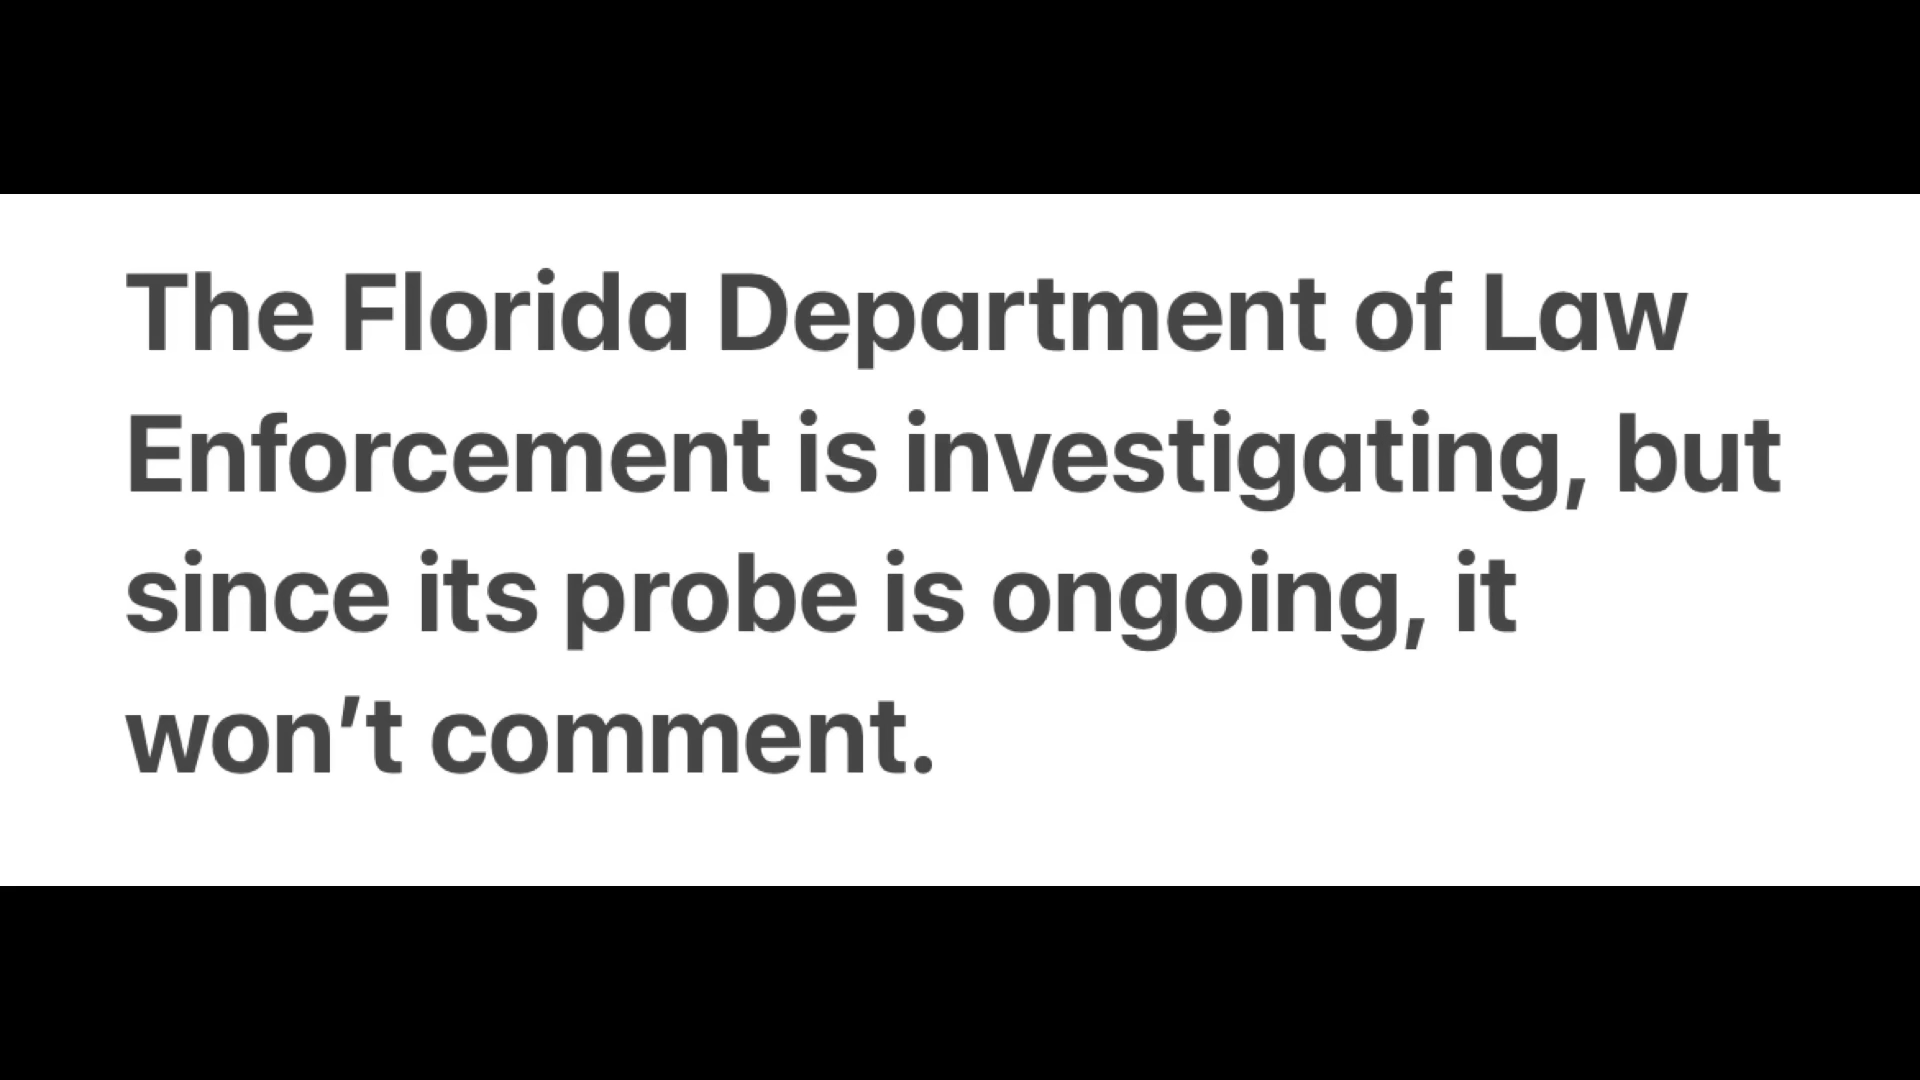 The Florida Department of Law
Enforcement is investigating, but
since its probe is ongoing, it
won’t comment.